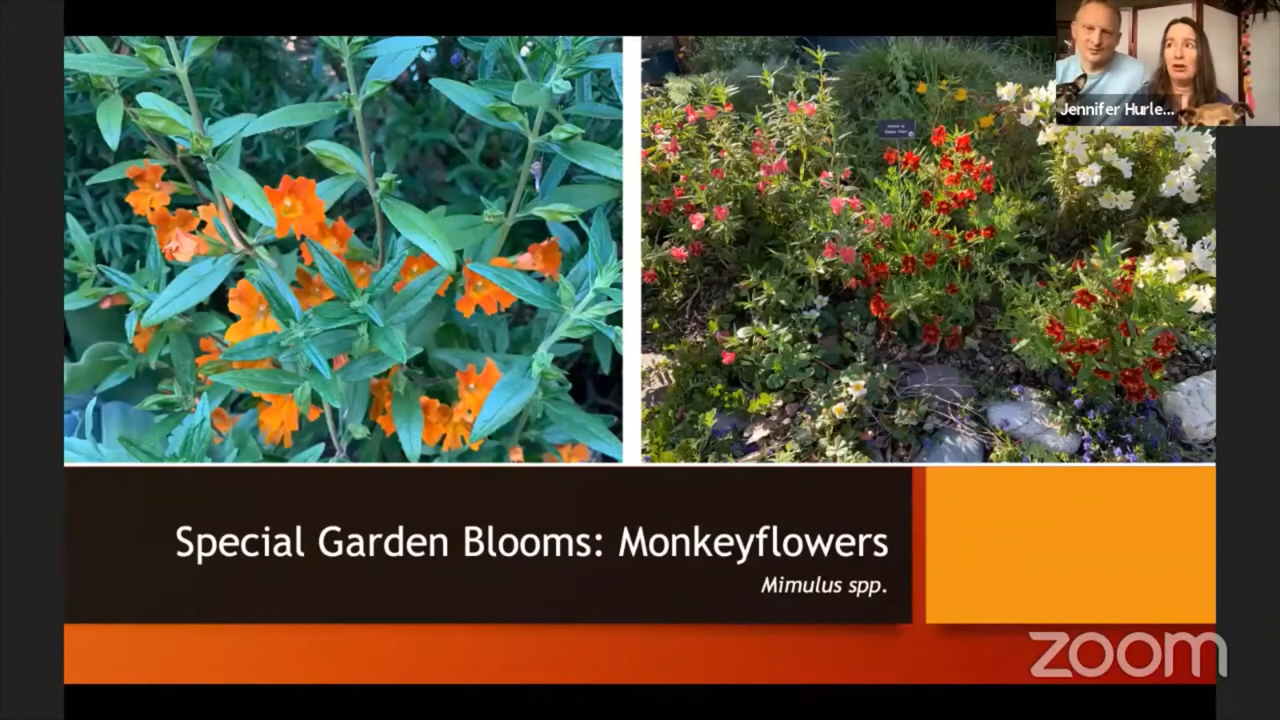 Jennifer Hurle...
Special Garden Blooms: Monkeyflowers
Mimulus spp.
zoom